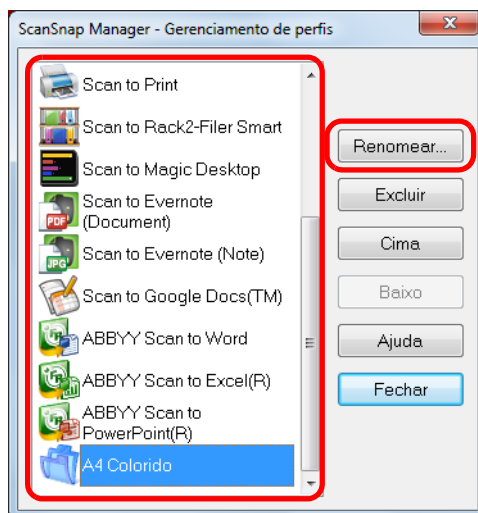 ScanSnap Manager - Gerenciamento de perfis
Scan to Print
Scan to Rack2-Filer Smart
Scan to Magic Desktop
Scan to Evernote
(Document)
PDF
Scan to Evernote (Note)
JPG
Scan to Google Docs(TM)
ABBYY Scan to Word
ABBYY Scan to Excel(R)
ABBYY Scan to
PowerPoint(R)
A4 Colorido
Renomear...
Excluir
Cima
Baixo
Ajuda
Fechar